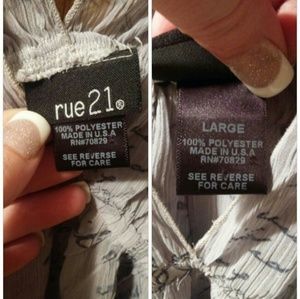 rue21®
100% POLYESTER
MADE IN U.S.A
RN#70829
SEE REVERSE
FOR CARE
LARGE
100% POLYESTER
MADE IN U.S.A
RN#70829
SEE REVERSE
FOR CARE